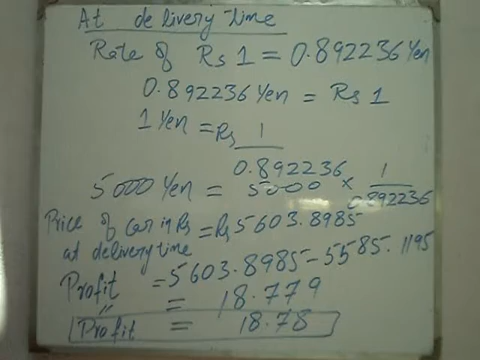 At delivery time
Rate of Rs 1 = 0.892236 Yen
0.892236 Yen = Rs 1
1 Yen = Rs 1
0.892236
5000 Yen = 5000 × 1
0.892236
Price of Car in Rs = Rs 5603.8985
at delivery time
Profit = 5603.8985 - 5585.1195
= 18.779
Profit = 18.78